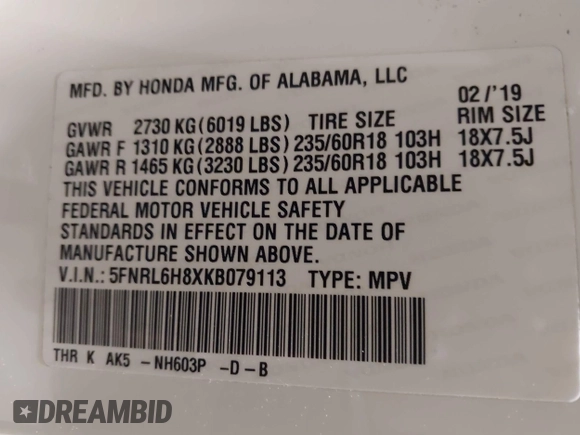 MFD. BY HONDA MFG. OF ALABAMA, LLC
02/'19
GVWR 2730 KG(6019 LBS) TIRE SIZE RIM SIZE
GAWR F 1310 KG(2888 LBS)235/60R18 103H 18X7.5J
GAWR R 1465 KG(3230 LBS)235/60R18 103H 18X7.5J
THIS VEHICLE CONFORMS TO ALL APPLICABLE
FEDERAL MOTOR VEHICLE SAFETY
STANDARDS IN EFFECT ON THE DATE OF
MANUFACTURE SHOWN ABOVE.
V.I.N.: 5FNRL6H8XKB079113 TYPE: MPV
THR K AK5 -NH603P -D-B
DREAMBID